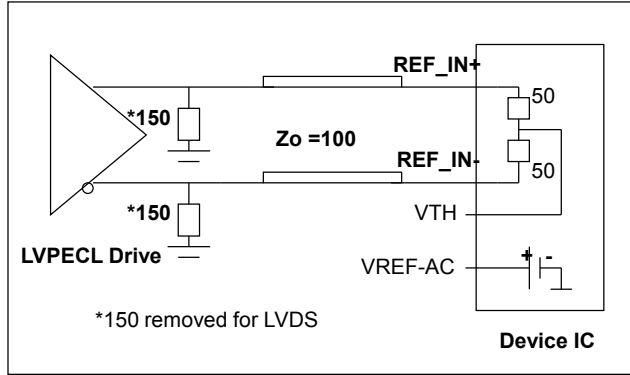 REF_IN+
50
*150
Zo =100
REF_IN-
50
*150
VTH
LVPECL Drive
VREF-AC
+ -
*150 removed for LVDS
Device IC